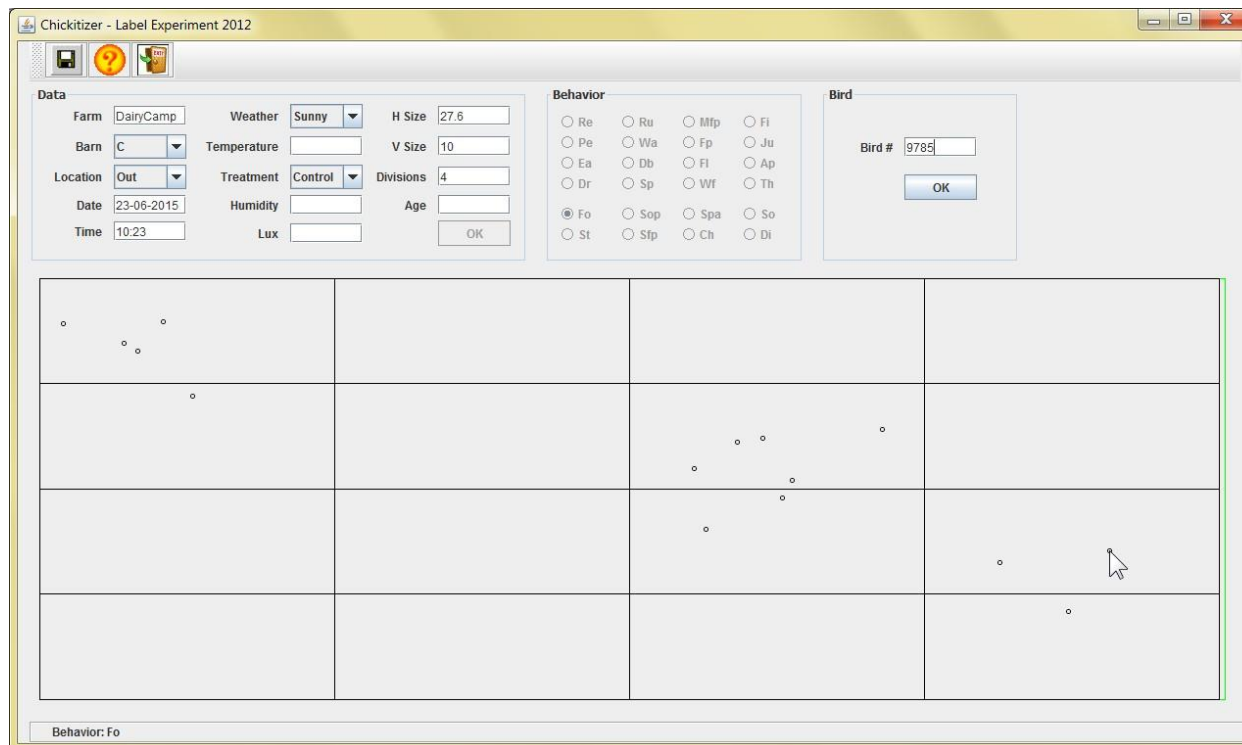 Chickitizer - Label Experiment 2012
EXIT
Data
Farm DairyCamp Weather Sunny H Size 27.6
Barn C Temperature V Size 10
Location Out Treatment Control Divisions 4
Date 23-06-2015 Humidity Age
Time 10:23 Lux OK
Behavior
Re Ru Mfp Fi
Pe Wa Fp Ju
Ea Db Fl Ap
Dr Sp Wf Th
Fo Sop Spa So
St Sfp Ch Di
Bird
Bird # 9785
OK
Behavior: Fo